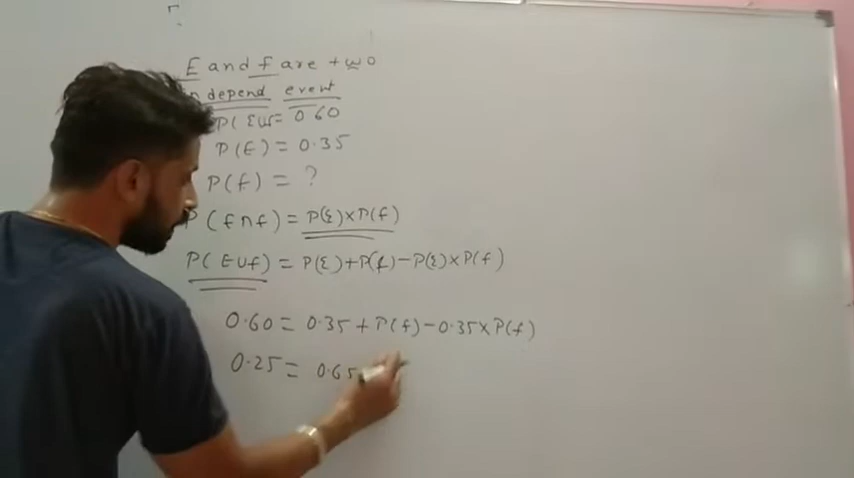 E and f are two
ndepend event
P( EUf= 0 60
P(E) = 0.35
P(f) = ?
P(fnf) = P(E)×P(f)
P( EUf) = P(E)+P(f)-P(E)×P(f)
0.60 = 0.35 + P(f)-0.35×P(f)
0.25 = 0.65